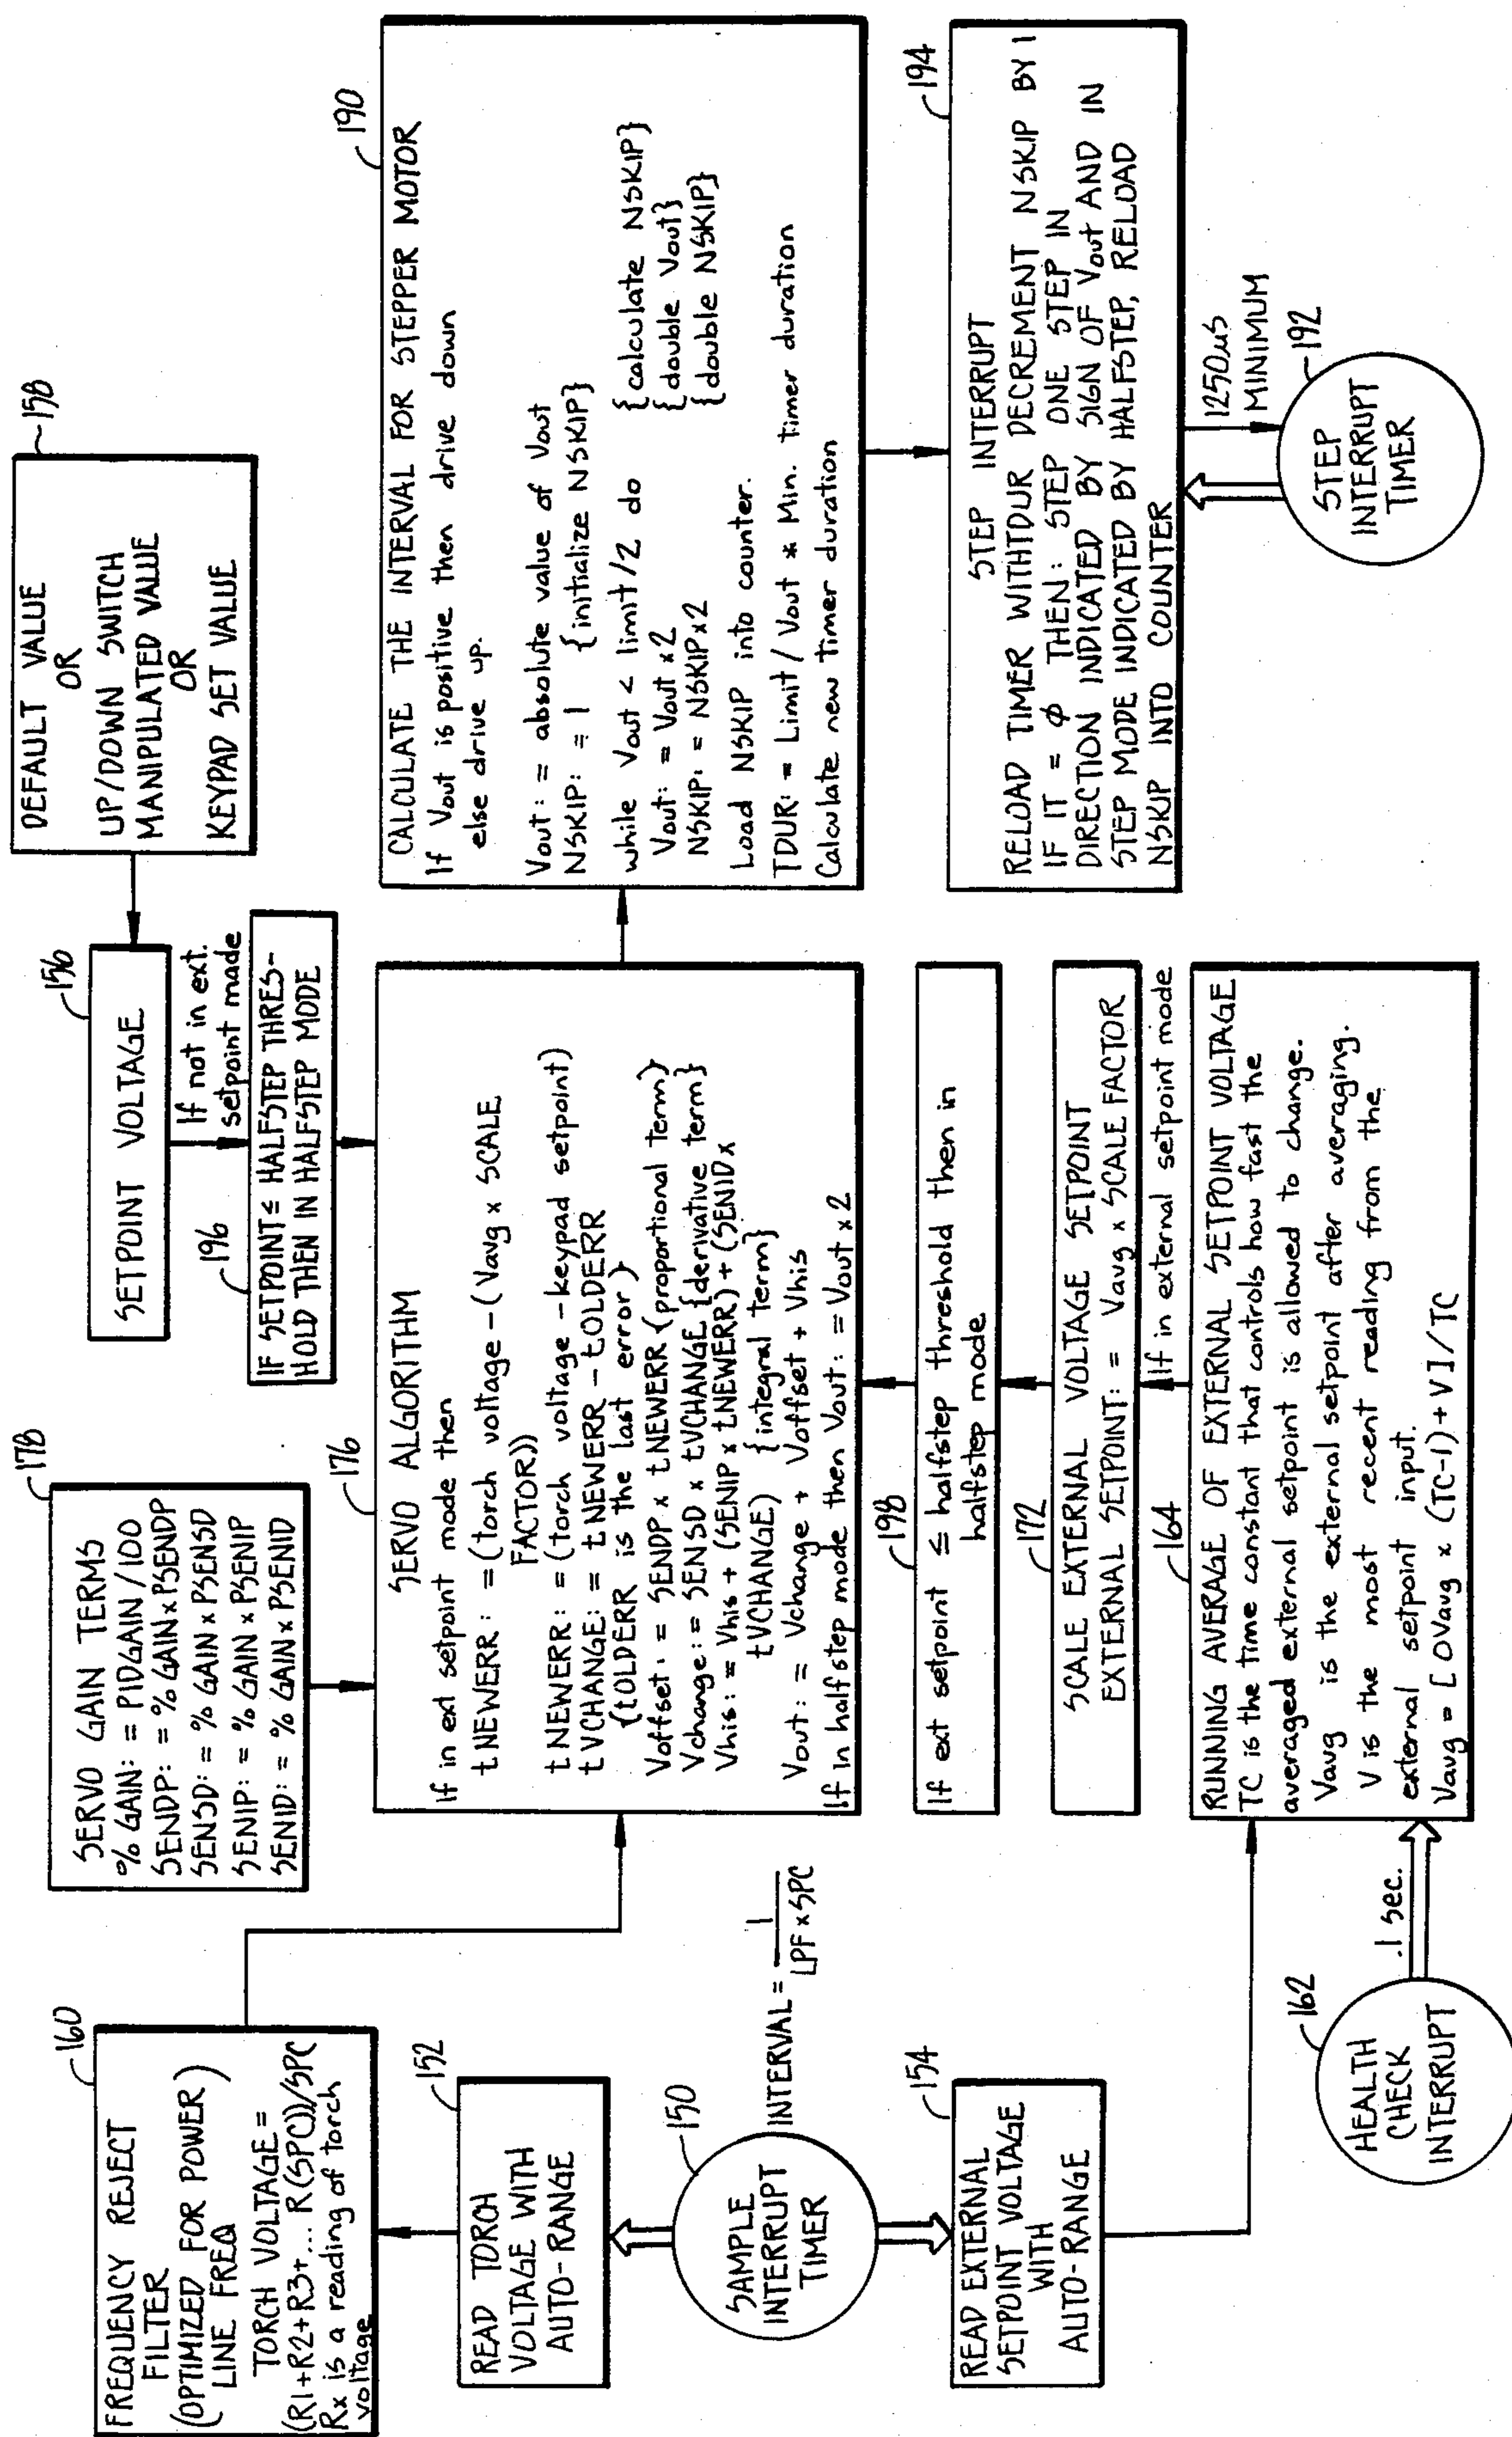 160
FREQUENCY REJECT
FILTER
(OPTIMIZED FOR POWER)
LINE FREQ
TORCH VOLTAGE =
(R1+R2+R3+... R(SPC))/SPC
Rx is a reading of torch
voltage
152
READ TORCH
VOLTAGE WITH
AUTO-RANGE
150
SAMPLE
INTERRUPT
TIMER
INTERVAL = 1
LPF x SPC
154
READ EXTERNAL
SETPOINT VOLTAGE
WITH
AUTO-RANGE
162
HEALTH
CHECK
INTERRUPT
.1 sec.
178
SERVO GAIN TERMS
% GAIN: = PIDGAIN/100
SENDP: = % GAIN x PSENDP
SENSD: = % GAIN x PSENSD
SENIP: = % GAIN x PSENIP
SENID: = % GAIN x PSENID
176
SERVO ALGORITHM
If in ext setpoint mode then
tNEWERR: = (torch voltage - (Vavg x SCALE
FACTOR))
tNEWERR: = (torch voltage - keypad setpoint)
tVCHANGE: = tNEWERR - tOLDERR
{tOLDERR is the last error}
Voffset: = SENDP x tNEWERR {proportional term}
Vchange: = SENSD x tVCHANGE {derivative term}
Vhis: = Vhis + (SENIP x tNEWERR) + (SENID x
tVCHANGE) {integral term}
Vout: = Vchange + Voffset + Vhis
If in halfstep mode then Vout: = Vout x 2
198
If ext setpoint ≤ halfstep threshold then in
halfstep mode
172
SCALE EXTERNAL VOLTAGE SETPOINT
EXTERNAL SETPOINT: = Vavg x SCALE FACTOR
If in external setpoint mode
164
RUNNING AVERAGE OF EXTERNAL SETPOINT VOLTAGE
TC is the time constant that controls how fast the
averaged external setpoint is allowed to change.
Vavg is the external setpoint after averaging.
V is the most recent reading from the
external setpoint input.
Vavg = [OVavg x (TC-1) + V]/TC
158
DEFAULT VALUE
OR
UP/DOWN SWITCH
MANIPULATED VALUE
OR
KEYPAD SET VALUE
156
SETPOINT VOLTAGE
If not in ext.
setpoint made
196
IF SETPOINT ≤ HALFSTEP THRES-
HOLD THEN IN HALFSTEP MODE
190
CALCULATE THE INTERVAL FOR STEPPER MOTOR
If Vout is positive then drive down
else drive up.
Vout: = absolute value of Vout
NSKIP: = 1 {initialize NSKIP}
while Vout < limit/2 do {calculate NSKIP}
Vout: = Vout x 2 {double Vout}
NSKIP: = NSKIP x 2 {double NSKIP}
Load NSKIP into counter.
TDUR: = Limit/Vout * Min. timer duration
Calculate new timer duration
194
STEP INTERRUPT
RELOAD TIMER WITHTDUR DECREMENT NSKIP BY 1
IF IT = φ THEN: STEP ONE STEP IN
DIRECTION INDICATED BY SIGN OF Vout AND IN
STEP MODE INDICATED BY HALFSTEP, RELOAD
NSKIP INTO COUNTER
1250µS
MINIMUM
192
STEP
INTERRUPT
TIMER